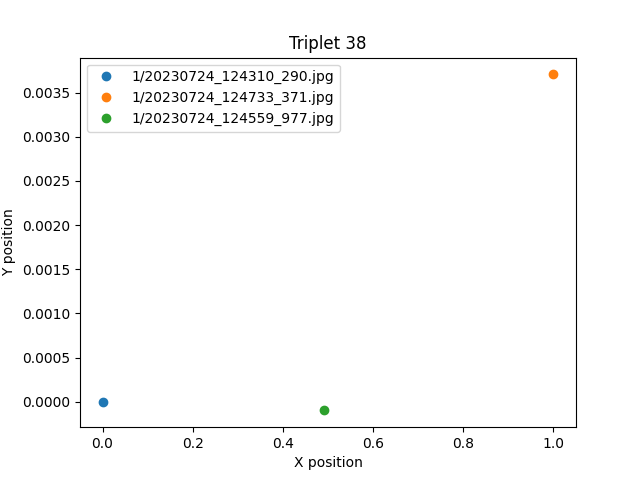 Triplet 38
1/20230724_124310_290.jpg
1/20230724_124733_371.jpg
1/20230724_124559_977.jpg
0.0035
0.0030
0.0025
0.0020
0.0015
0.0010
0.0005
0.0000
Y position
0.0 0.2 0.4 0.6 0.8 1.0
X position